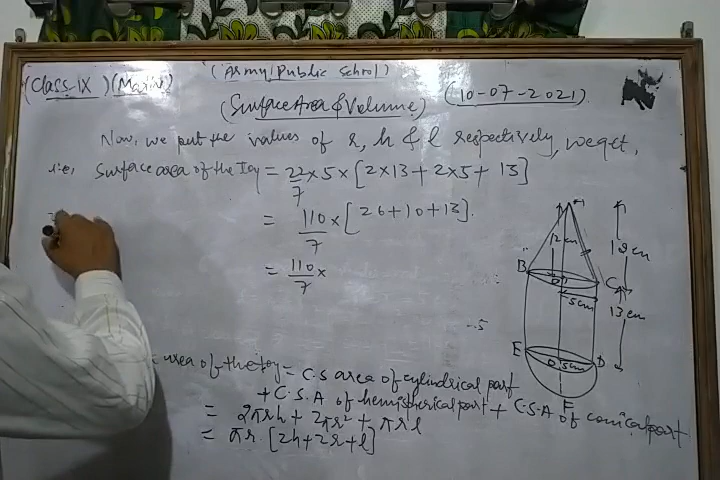 (Army Public School)
(Class-IX) (Maths)
(Surface Area & Volume) (10-07-2021)
Now, we put the values of r, h & l respectively, we get,
i.e, Surface area of the Toy = 22/7 × 5 × [2×13 + 2×5 + 13]
= 110/7 × [26+10+13].
= 110/7 ×
12cm
B
O
C
5cm
13 cm
E
O
5cm
D
F
area of the toy = C.S area of cylindrical part
+ C.S.A of hemispherical part + C.S.A of conical part
= 2πrh + 2πr² + πrl
= πr [2h+2r+l]